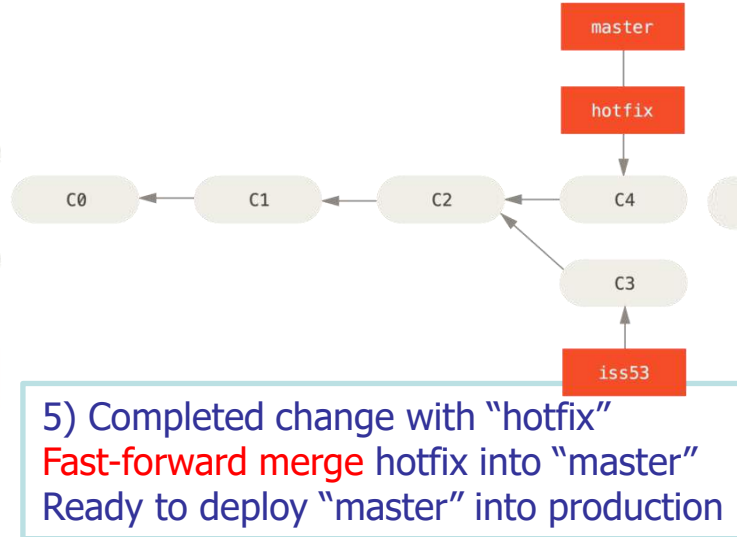 master
hotfix
C0 C1 C2 C4
C3
iss53
5) Completed change with “hotfix”
Fast-forward merge hotfix into “master”
Ready to deploy “master” into production